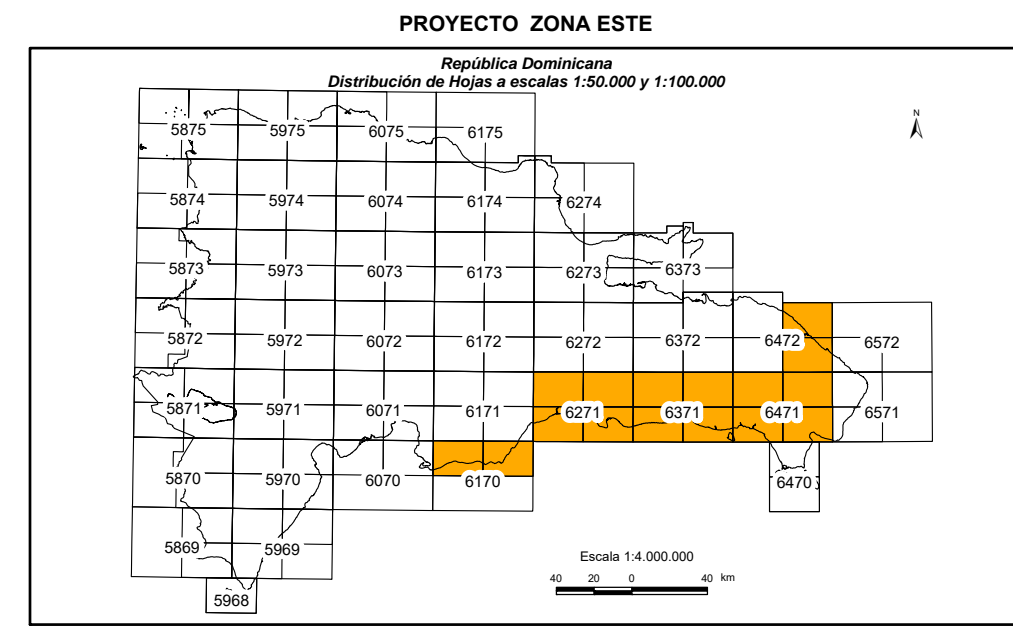 PROYECTO ZONA ESTE
República Dominicana
Distribución de Hojas a escalas 1:50.000 y 1:100.000
N
5875 5975 6075 6175
5874 5974 6074 6174 6274
5873 5973 6073 6173 6273 6373
5872 5972 6072 6172 6272 6372 6472 6572
5871 5971 6071 6171 6271 6371 6471 6571
5870 5970 6070 6170 6470
5869 5969
5968
Escala 1:4.000.000
40 20 0 40 km